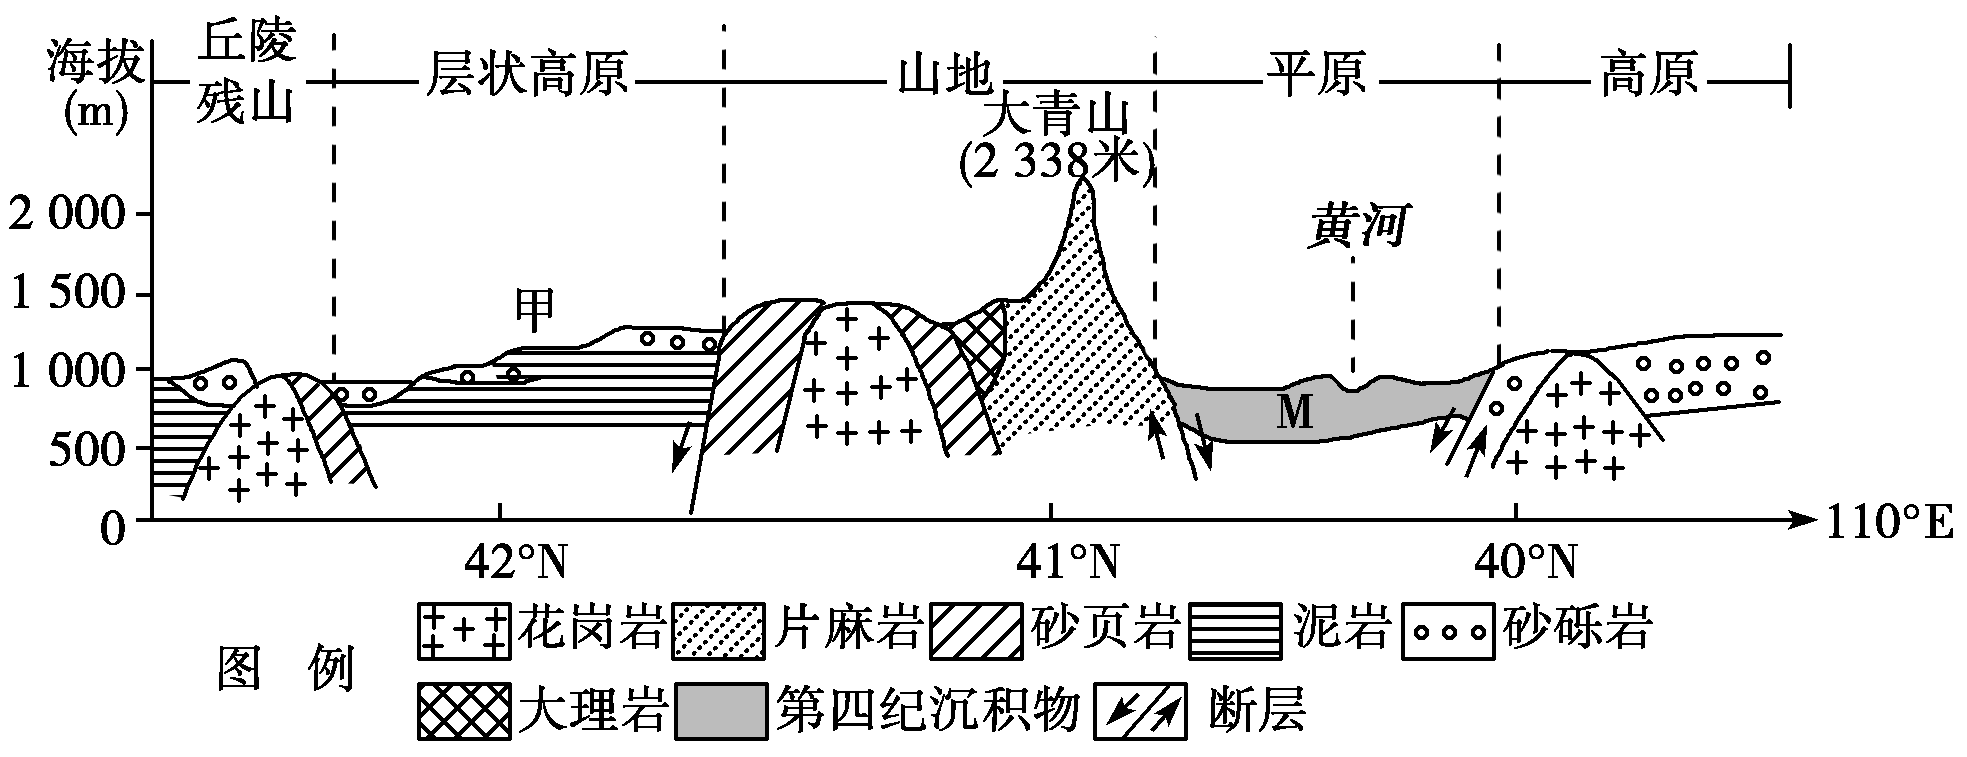 海拔
(m)
丘陵
残山
层状高原
山地
平原
高原
大青山
(2 338米)
黄河
甲
M
2 000
1 500
1 000
500
0
42°N
41°N
40°N
110°E
图 例
花岗岩
片麻岩
砂页岩
泥岩
砂砾岩
大理岩
第四纪沉积物
断层